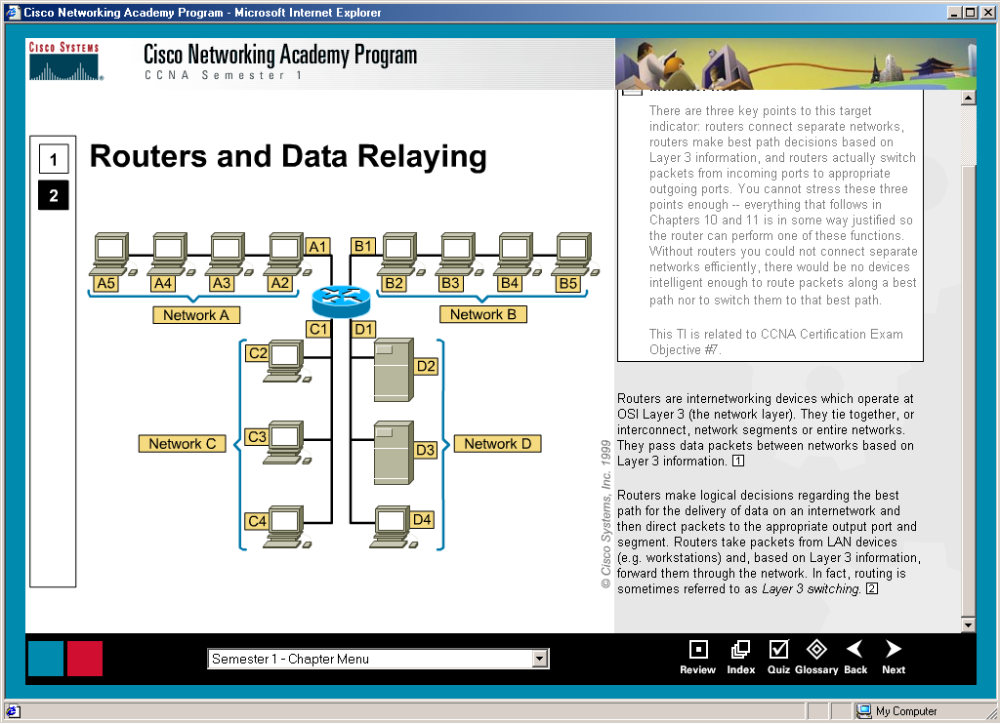 Cisco Networking Academy Program - Microsoft Internet Explorer
CISCO SYSTEMS
Cisco Networking Academy Program
CCNA Semester 1
1
2
Routers and Data Relaying
A1
B1
A5
A4
A3
A2
B2
B3
B4
B5
Network A
Network B
C1
D1
C2
D2
C3
D3
Network C
Network D
C4
D4
© Cisco Systems, Inc. 1999
There are three key points to this target
indicator: routers connect separate networks,
routers make best path decisions based on
Layer 3 information, and routers actually switch
packets from incoming ports to appropriate
outgoing ports. You cannot stress these three
points enough -- everything that follows in
Chapters 10 and 11 is in some way justified so
the router can perform one of these functions.
Without routers you could not connect separate
networks efficiently, there would be no devices
intelligent enough to route packets along a best
path nor to switch them to that best path.
This TI is related to CCNA Certification Exam
Objective #7.
Routers are internetworking devices which operate at
OSI Layer 3 (the network layer). They tie together, or
interconnect, network segments or entire networks.
They pass data packets between networks based on
Layer 3 information. 1
Routers make logical decisions regarding the best
path for the delivery of data on an internetwork and
then direct packets to the appropriate output port and
segment. Routers take packets from LAN devices
(e.g. workstations) and, based on Layer 3 information,
forward them through the network. In fact, routing is
sometimes referred to as Layer 3 switching. 2
Semester 1 - Chapter Menu
Review
Index
Quiz
Glossary
Back
Next
My Computer